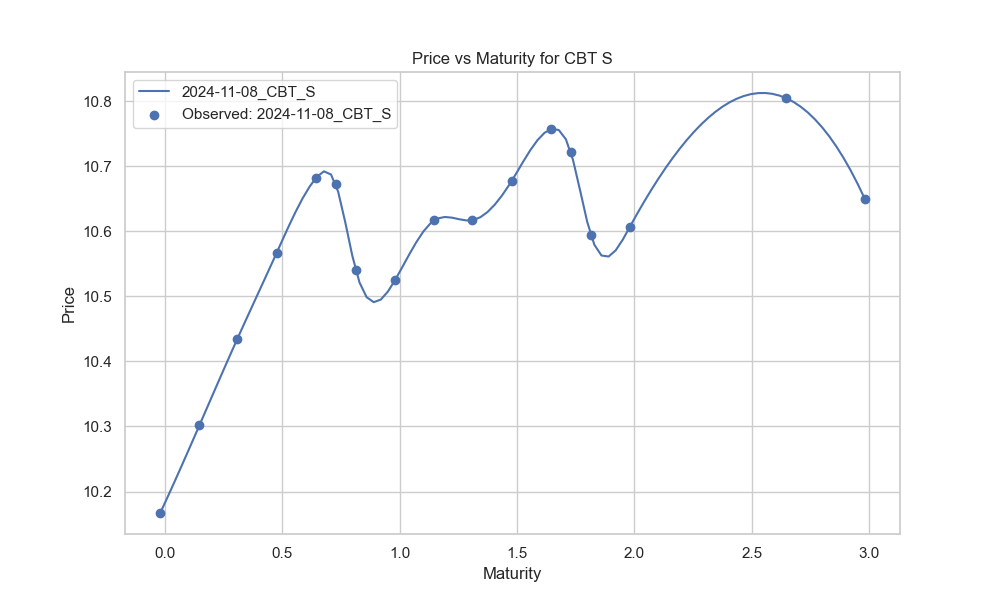 Price vs Maturity for CBT S
2024-11-08_CBT_S
Observed: 2024-11-08_CBT_S
Price
10.8
10.7
10.6
10.5
10.4
10.3
10.2
0.0 0.5 1.0 1.5 2.0 2.5 3.0
Maturity